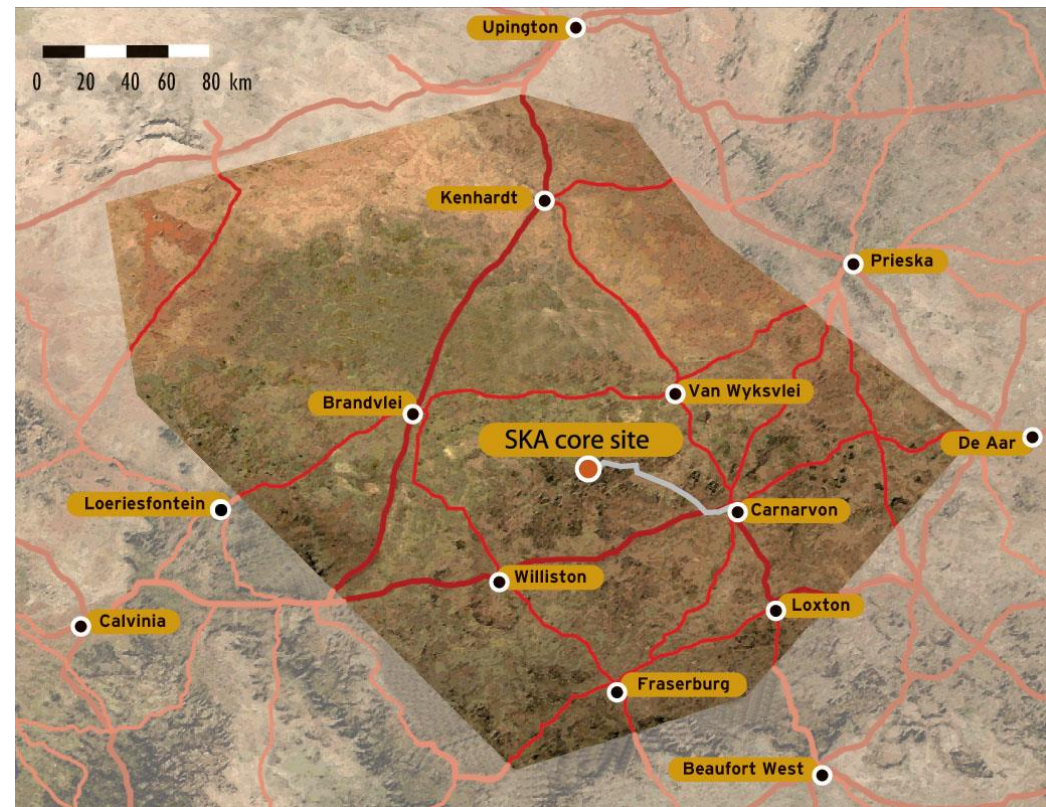 Upington
0 20 40 60 80 km
Kenhardt
Prieska
Van Wyksvlei
Brandvlei
SKA core site
De Aar
Loeriesfontein
Carnarvon
Williston
Loxton
Calvinia
Fraserburg
Beaufort West